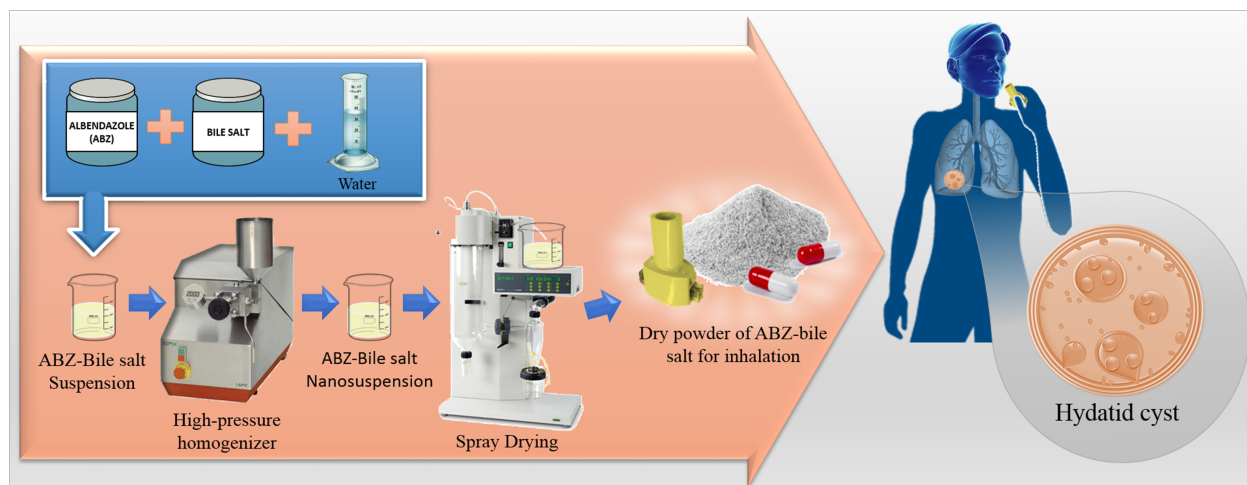 ALBENDAZOLE
(ABZ)
BILE SALT
Water
ABZ-Bile salt
Suspension
High-pressure
homogenizer
ABZ-Bile salt
Nanosuspension
Spray Drying
Dry powder of ABZ-bile
salt for inhalation
Hydatid cyst